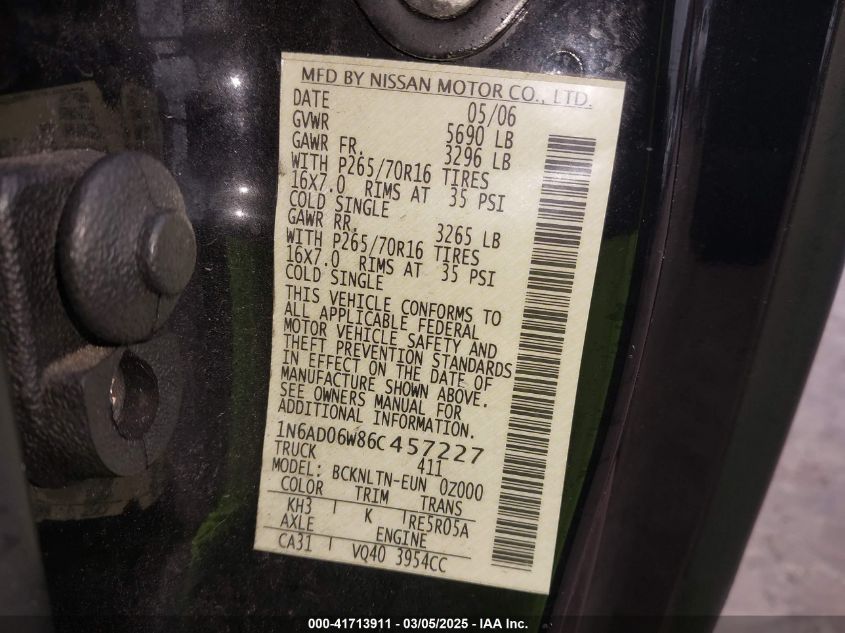 MFD BY NISSAN MOTOR CO., LTD.
DATE 05/06
GVWR 5690 LB
GAWR FR. 3296 LB
WITH P265/70R16 TIRES
16X7.0 RIMS AT 35 PSI
COLD SINGLE
GAWR RR. 3265 LB
WITH P265/70R16 TIRES
16X7.0 RIMS AT 35 PSI
COLD SINGLE
THIS VEHICLE CONFORMS TO
ALL APPLICABLE FEDERAL
MOTOR VEHICLE SAFETY AND
THEFT PREVENTION STANDARDS
IN EFFECT ON THE DATE OF
MANUFACTURE SHOWN ABOVE.
SEE OWNERS MANUAL FOR
ADDITIONAL INFORMATION.
1N6AD06W86C457227
TRUCK 411
MODEL: BCKNLTN-EUN 0Z000
COLOR TRIM TRANS
KH3 K RE5R05A
AXLE ENGINE
CA31 VQ40 3954CC
000-41713911 - 03/05/2025 - IAA Inc.